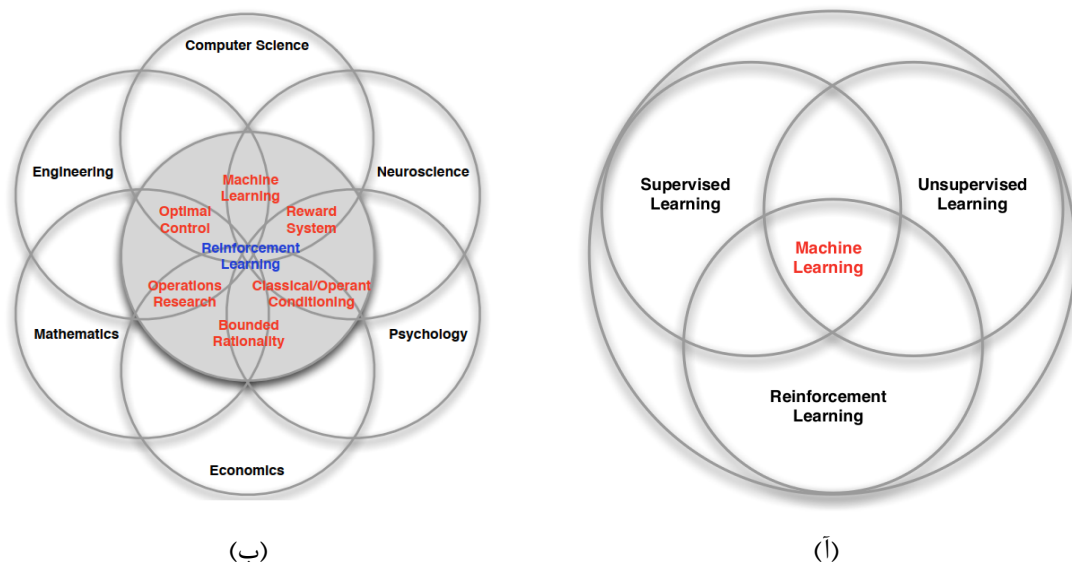 Computer Science
Engineering
Neuroscience
Machine
Learning
Optimal
Control
Reward
System
Reinforcement
Learning
Operations
Research
Classical/Operant
Conditioning
Bounded
Rationality
Mathematics
Psychology
Economics
(ب)
Supervised
Learning
Unsupervised
Learning
Machine
Learning
Reinforcement
Learning
(آ)